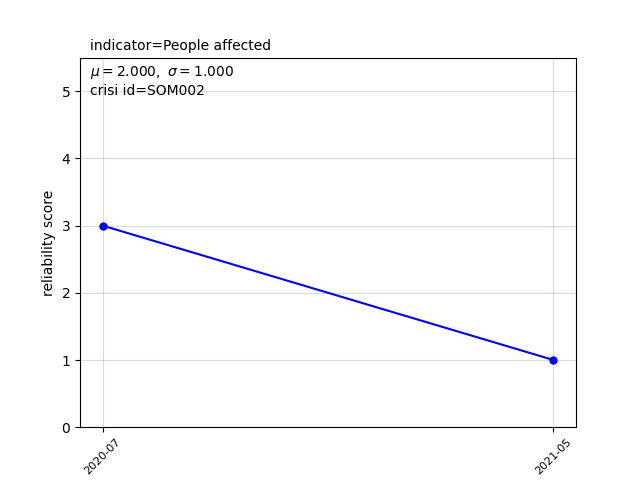 indicator=People affected
μ = 2.000, σ = 1.000
crisi id=SOM002
5
4
3
2
1
0
reliability score
2020-07
2021-05